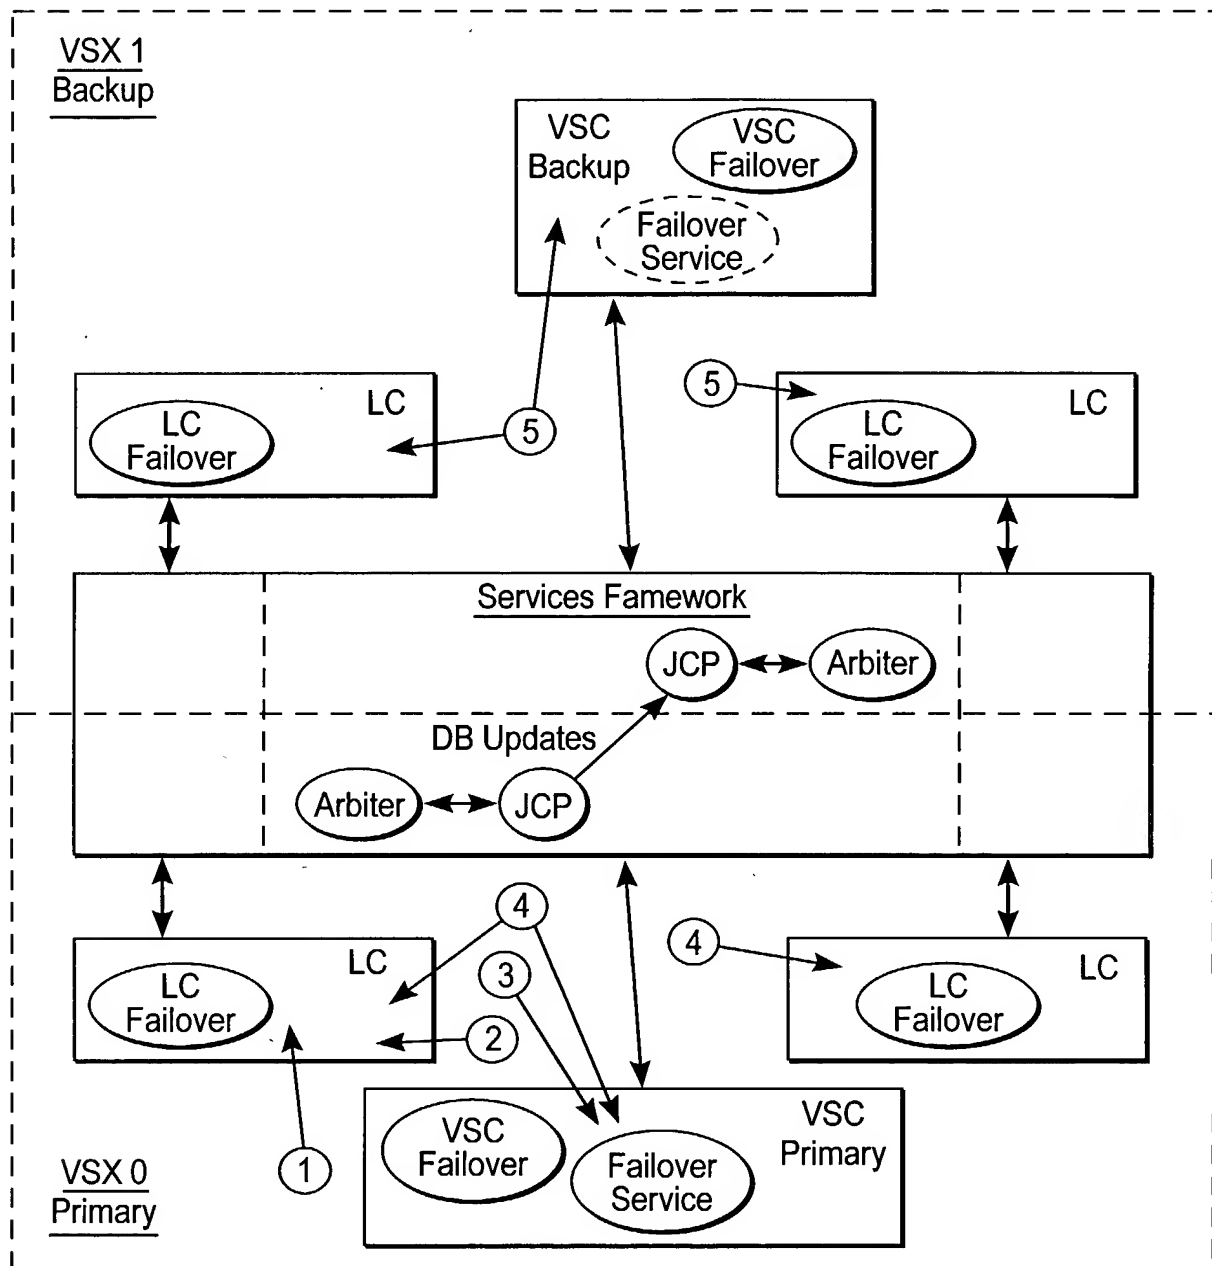 VSX 1
Backup
VSC
Backup
VSC
Failover
Failover
Service
5
LC
LC
Failover
5
LC
LC
Failover
Services Famework
JCP
Arbiter
DB Updates
Arbiter
JCP
4
4
LC
LC
Failover
3
2
LC
LC
Failover
1
VSC
Failover
VSC
Primary
Failover
Service
VSX 0
Primary